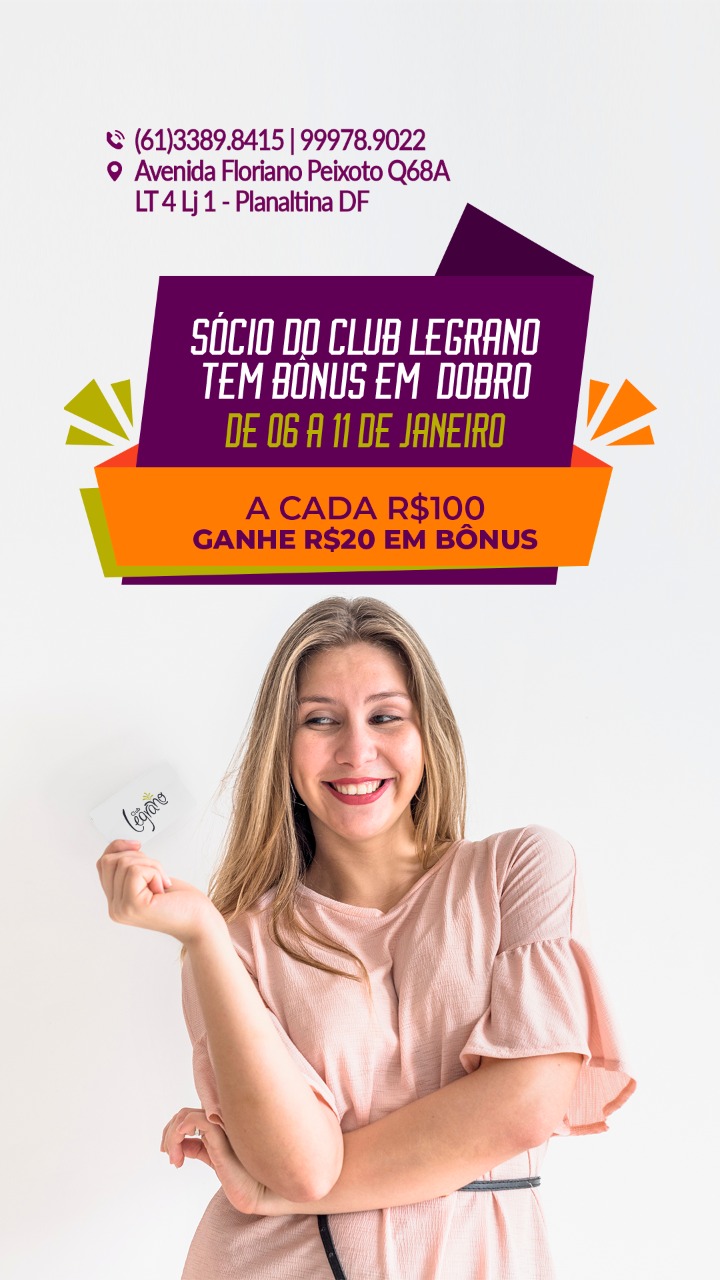 (61)3389.8415 | 99978.9022
Avenida Floriano Peixoto Q68A
LT 4 Lj 1 - Planaltina DF
SÓCIO DO CLUB LEGRANO
TEM BÔNUS EM DOBRO
DE 06 A 11 DE JANEIRO
A CADA R$100
GANHE R$20 EM BÔNUS
Club
Legrano